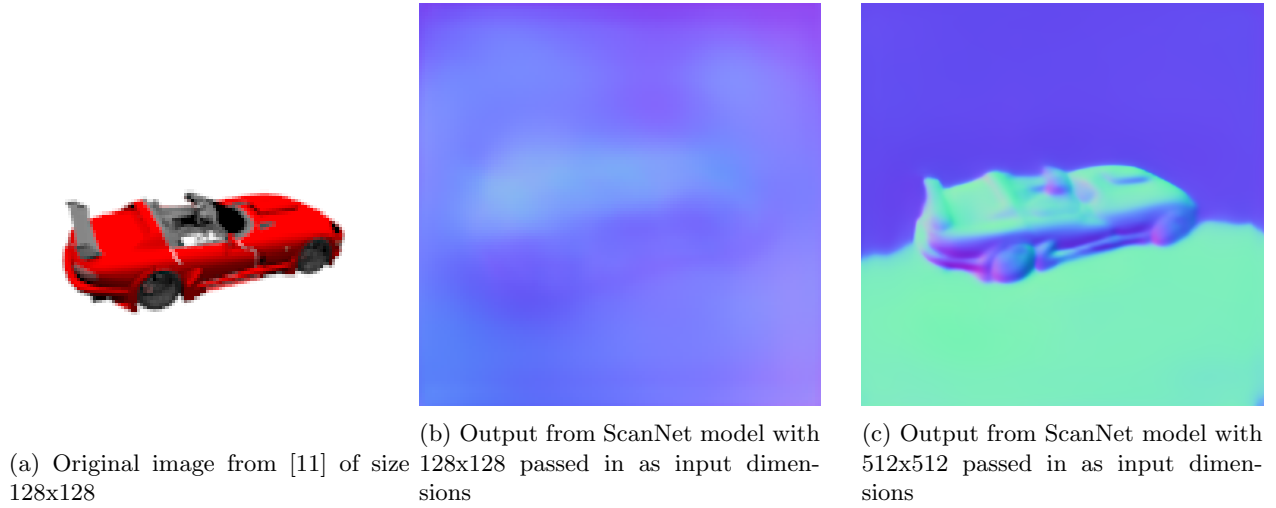 (a) Original image from [11] of size
128x128
(b) Output from ScanNet model with
128x128 passed in as input dimen-
sions
(c) Output from ScanNet model with
512x512 passed in as input dimen-
sions